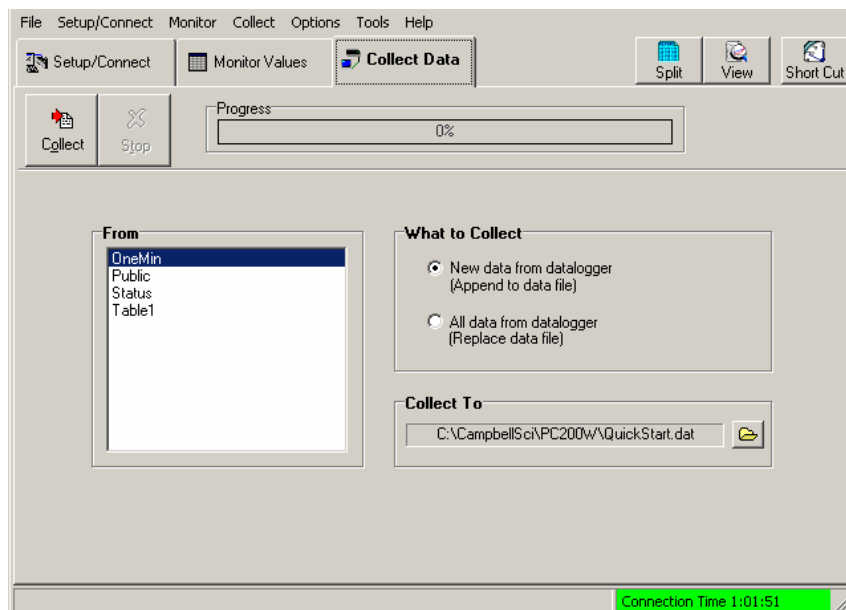 File Setup/Connect Monitor Collect Options Tools Help
Setup/Connect Monitor Values Collect Data Split View Short Cut
Collect Stop Progress 0%
From
OneMin
Public
Status
Table1
What to Collect
New data from datalogger
(Append to data file)
All data from datalogger
(Replace data file)
Collect To
C:\CampbellSci\PC200W\QuickStart.dat
Connection Time 1:01:51